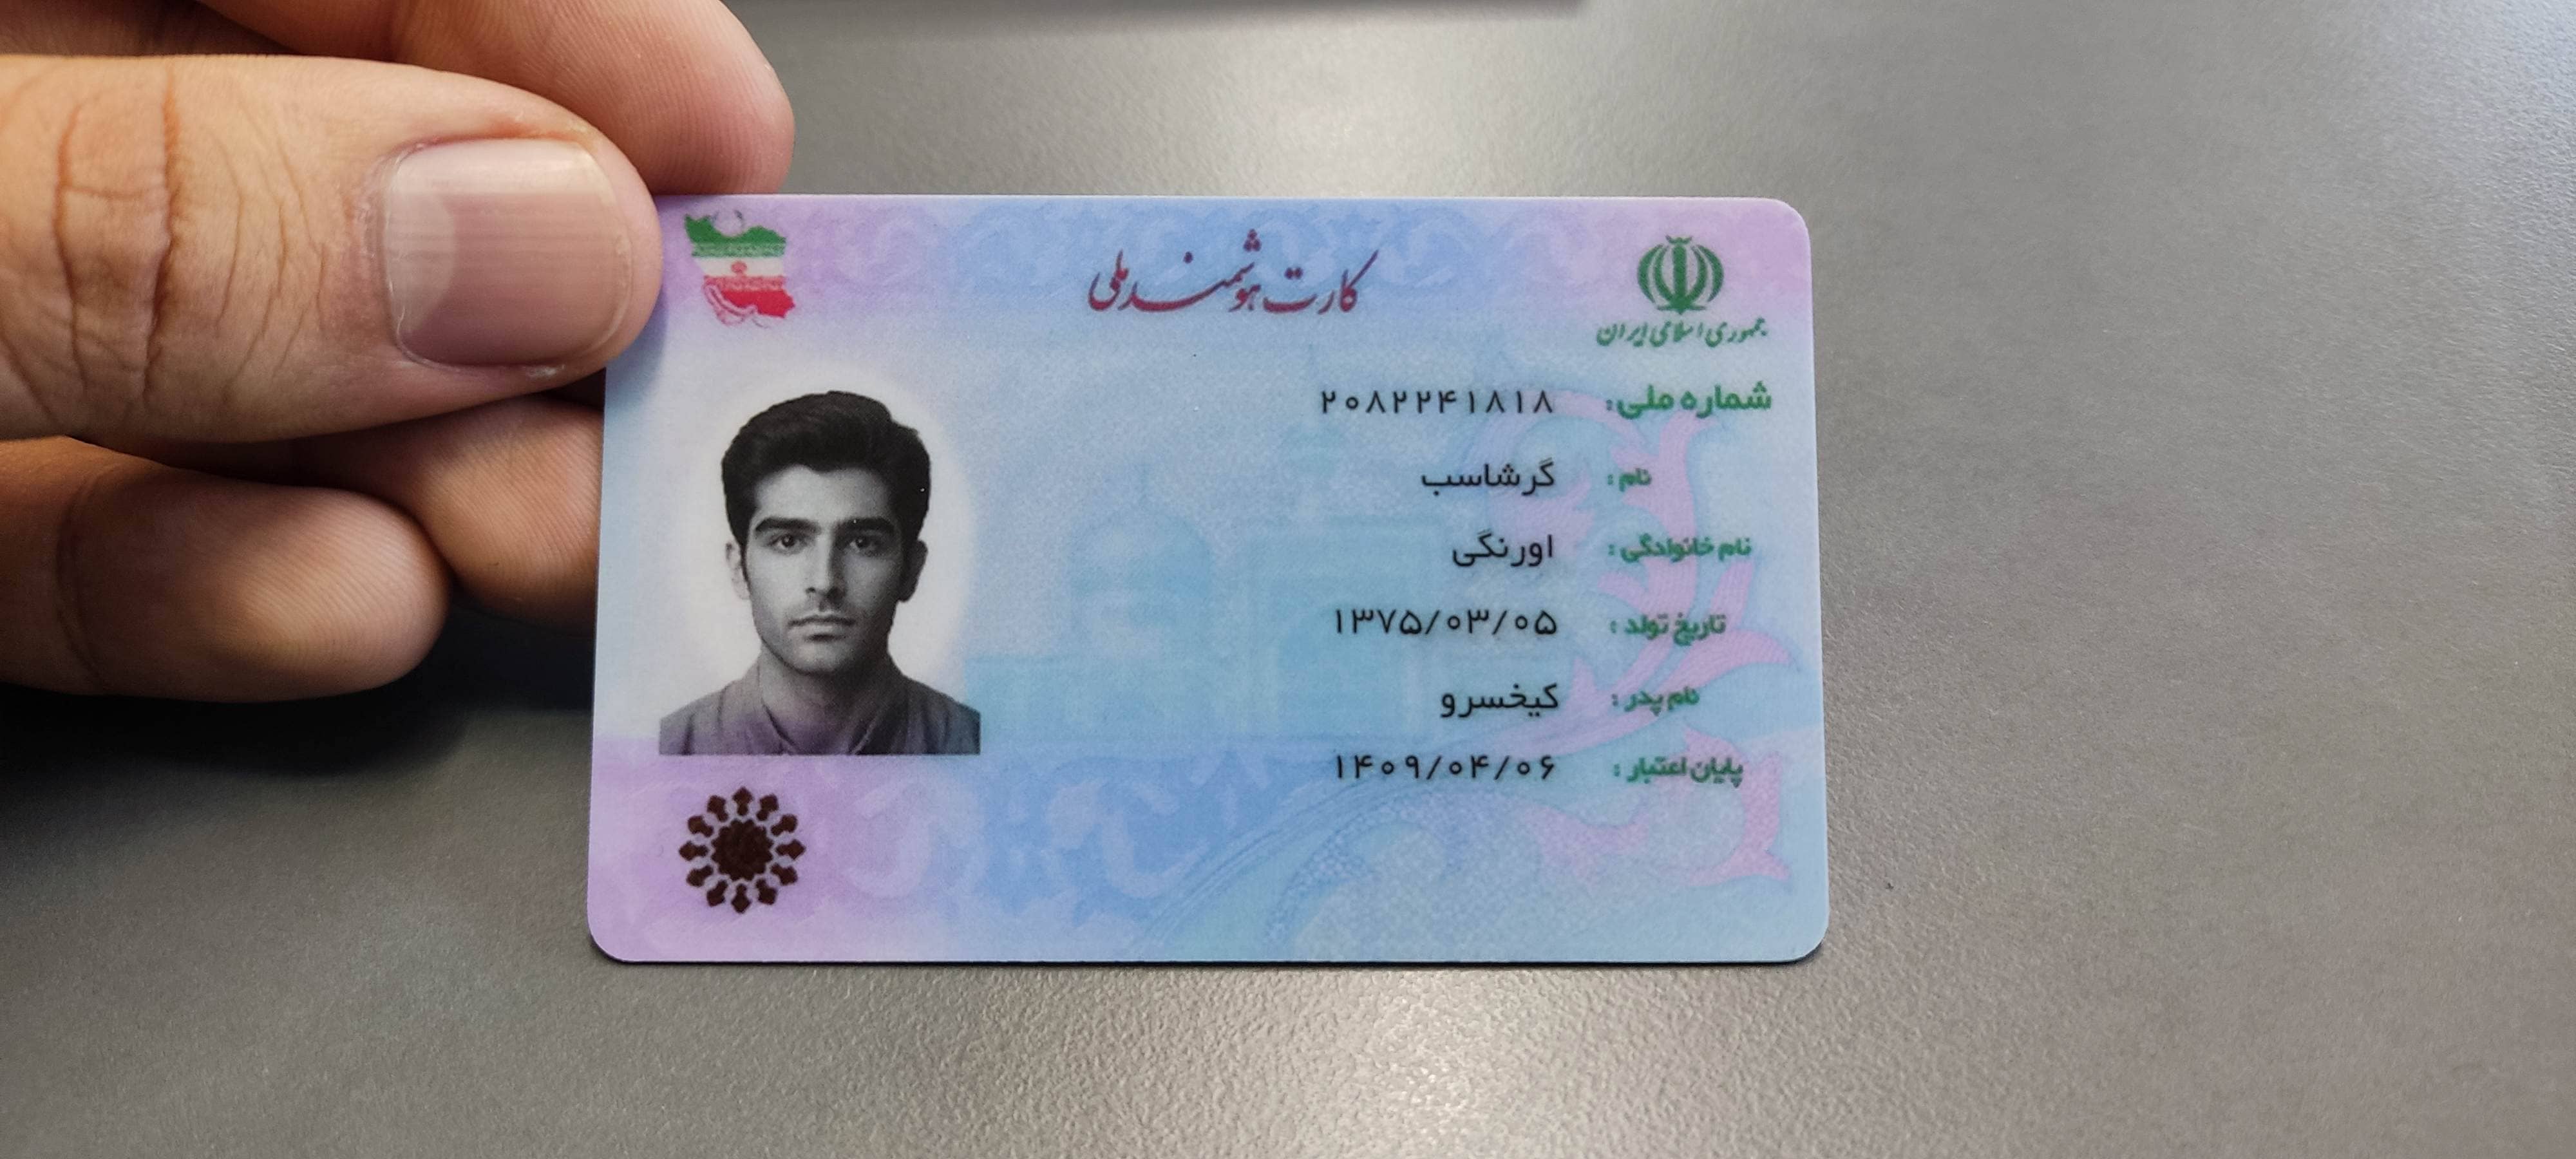 کارت هوشمند ملی
جمهوری اسلامی ایران
شماره ملی: ۲۰۸۲۲۴۱۸۱۸
نام : گرشاسب
نام خانوادگی : اورنگی
تاریخ تولد : ۱۳۷۵/۰۳/۰۵
نام پدر : کیخسرو
پایان اعتبار : ۱۴۰۹/۰۴/۰۶